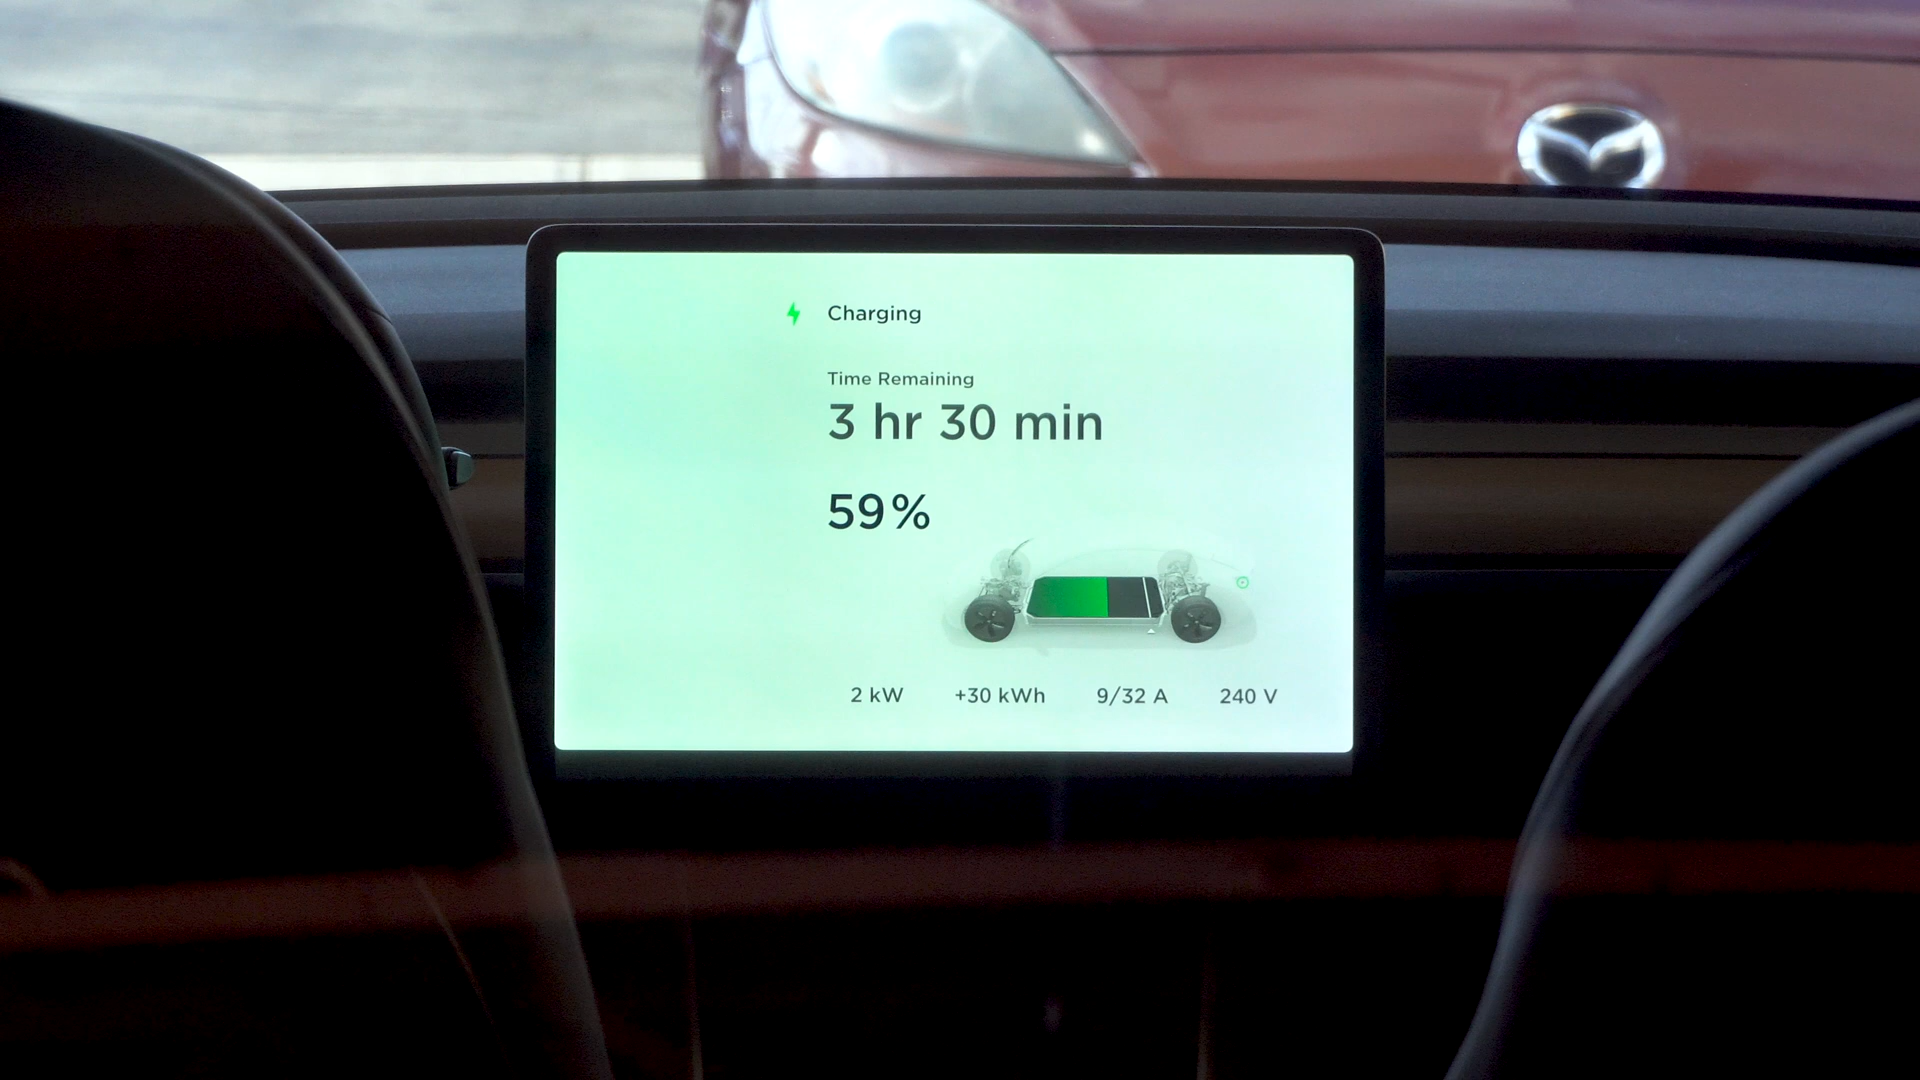 Charging
Time Remaining
3 hr 30 min
59%
2 kW +30 kWh 9/32 A 240 V